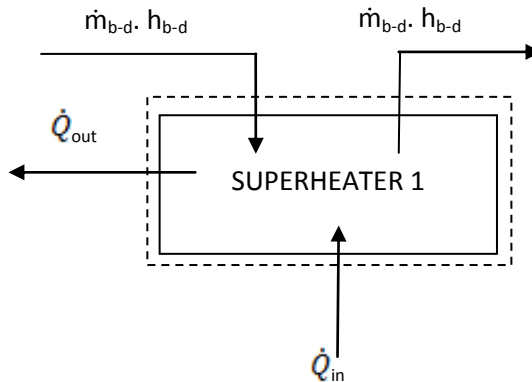 ṁb-d. hb-d
ṁb-d. hb-d
Q̇out
SUPERHEATER 1
Q̇in